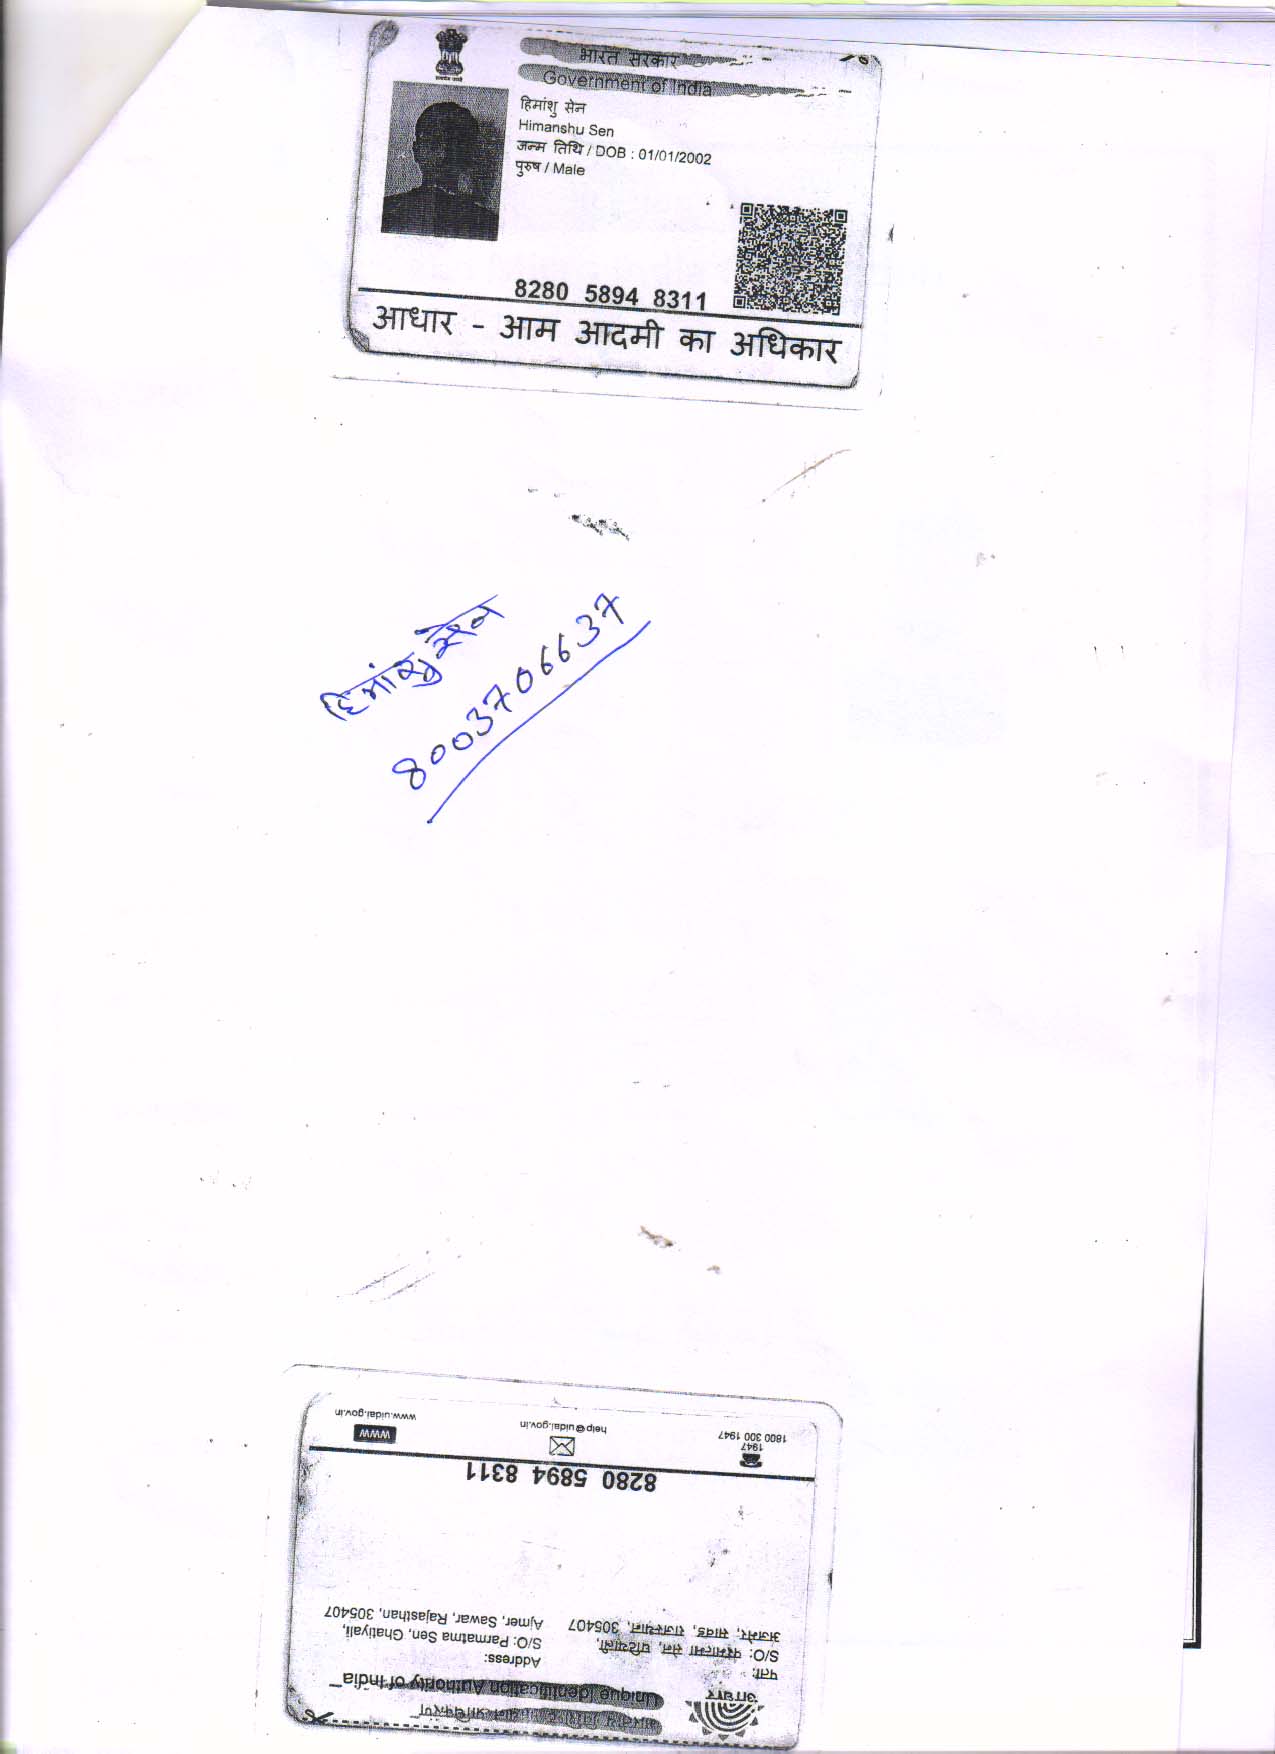 भारत सरकार
Government of India
हिमांशु सेन
Himanshu Sen
जन्म तिथि / DOB : 01/01/2002
पुरुष / Male
8280 5894 8311
आधार - आम आदमी का अधिकार
हिमांशु सेन
8003706637
भारतीय विशिष्ट पहचान प्राधिकरण
Unique Identification Authority of India
आधार
पता:
S/O: परमात्मा सेन, घटियाली,
अजमेर, सावर, राजस्थान, 305407
Address:
S/O: Parmatma Sen, Ghatiyali,
Ajmer, Sawar, Rajasthan, 305407
8280 5894 8311
1947
1800 300 1947
help@uidai.gov.in
WWW
www.uidai.gov.in